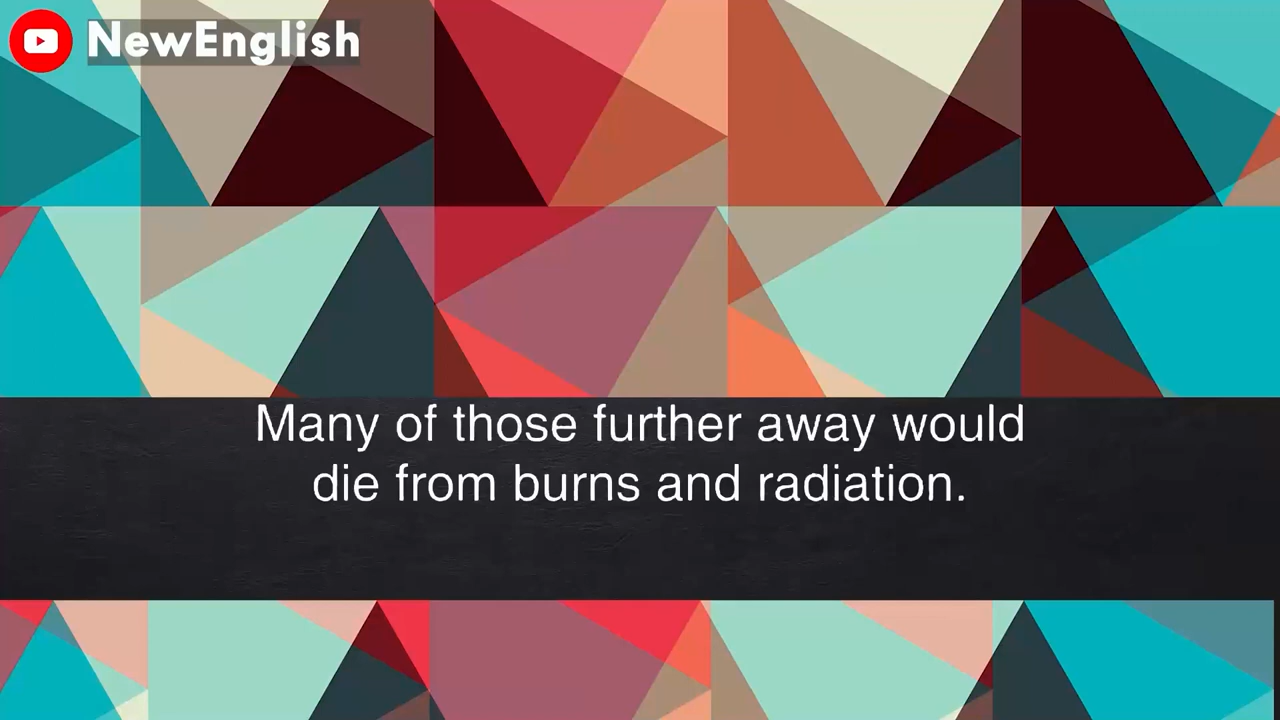 NewEnglish
Many of those further away would
die from burns and radiation.